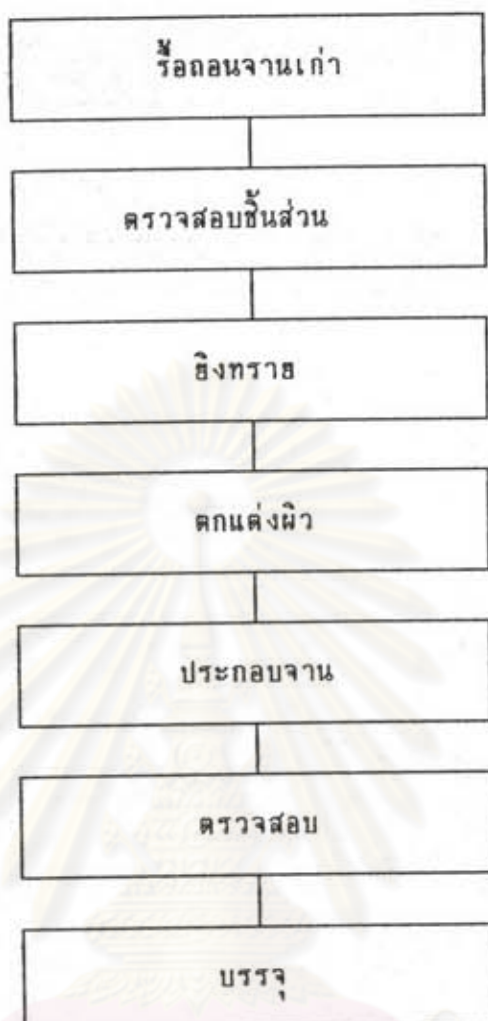 รื้อถอนจานเก่า
ตรวจสอบชิ้นส่วน
ยิงทราย
ตกแต่งผิว
ประกอบจาน
ตรวจสอบ
บรรจุ